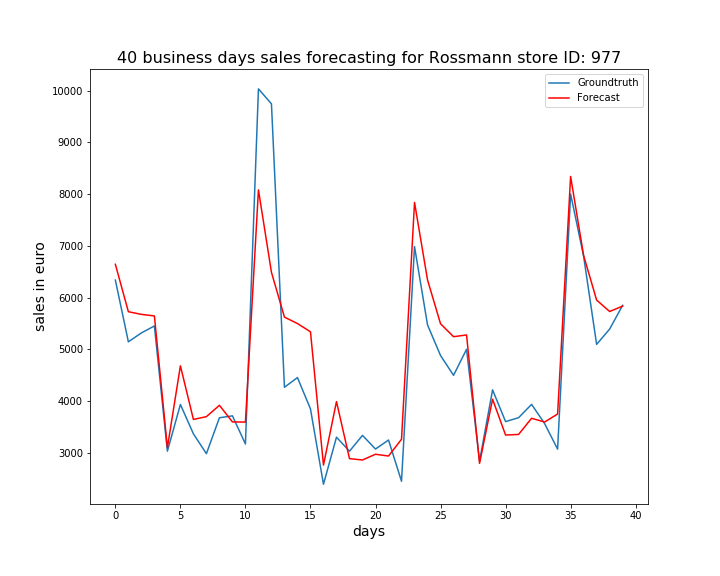 40 business days sales forecasting for Rossmann store ID: 977
Groundtruth
Forecast
10000
9000
8000
7000
6000
5000
4000
3000
sales in euro
0 5 10 15 20 25 30 35 40
days